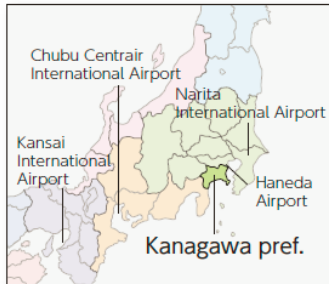 Chubu Centrair
International Airport
Narita
International Airport
Kansai
International
Airport
Haneda
Airport
Kanagawa pref.